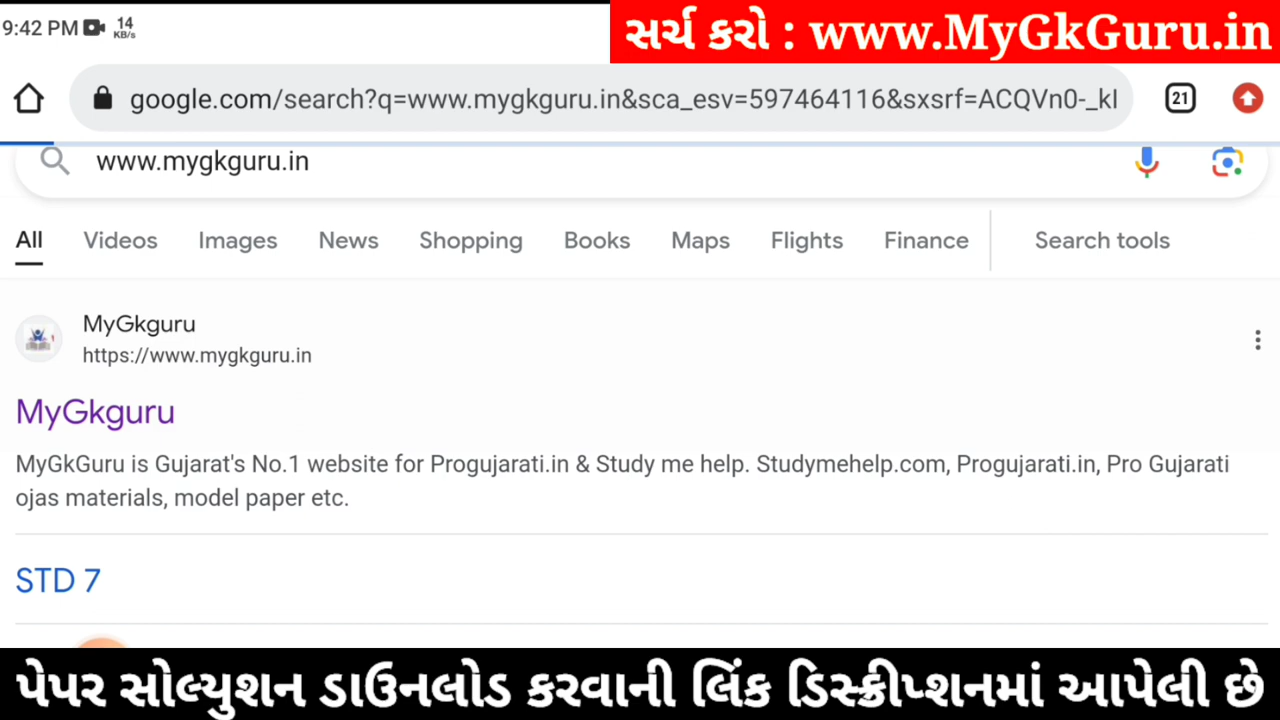 9:42 PM 14 KB/s
સર્ચ કરો : www.MyGkGuru.in
google.com/search?q=www.mygkguru.in&sca_esv=597464116&sxsrf=ACQVn0-_kI
21
www.mygkguru.in
All Videos Images News Shopping Books Maps Flights Finance Search tools
MyGkguru
https://www.mygkguru.in
MyGkguru
MyGkGuru is Gujarat's No.1 website for Progujarati.in & Study me help. Studymehelp.com, Progujarati.in, Pro Gujarati
ojas materials, model paper etc.
STD 7
પેપર સોલ્યુશન ડાઉનલોડ કરવાની લિંક ડિસ્ક્રીપ્શનમાં આપેલી છે